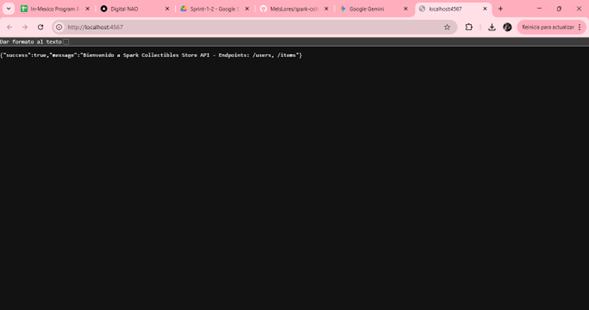 In-Mexico Program
Digital NAO
Sprint-1-2 - Google
MelsLores/spark-coll
Google Gemini
localhost:4567
http://localhost:4567
Reinicia para actualizar
Dar formato al texto
{"success":true,"message":"Bienvenido a Spark Collectibles Store API - Endpoints: /users, /items"}